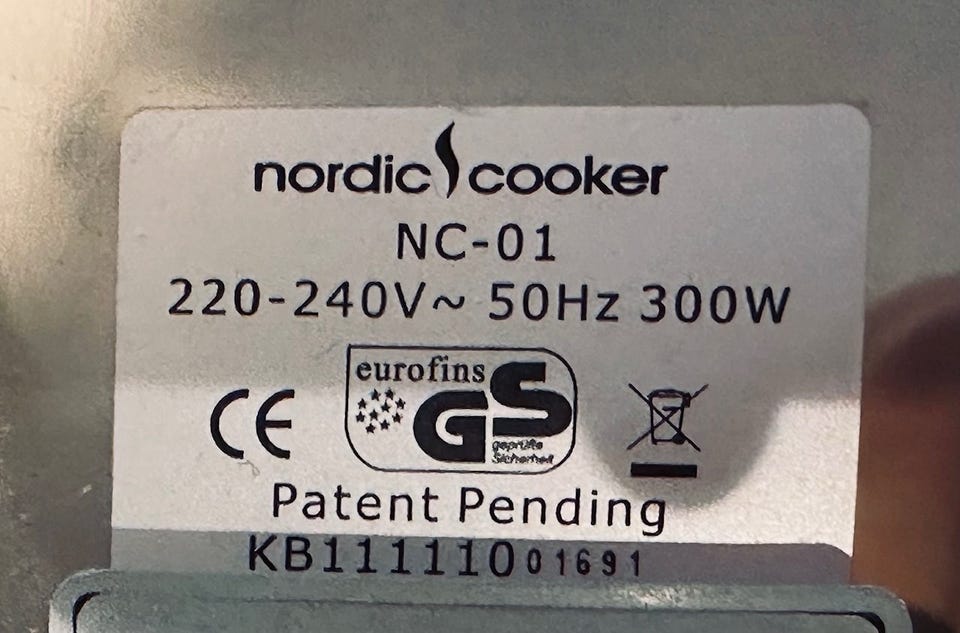 nordic cooker
NC-01
220-240V~ 50Hz 300W
CE
eurofins
GS
geprüfte
Sicherheit
Patent Pending
KB11111001691